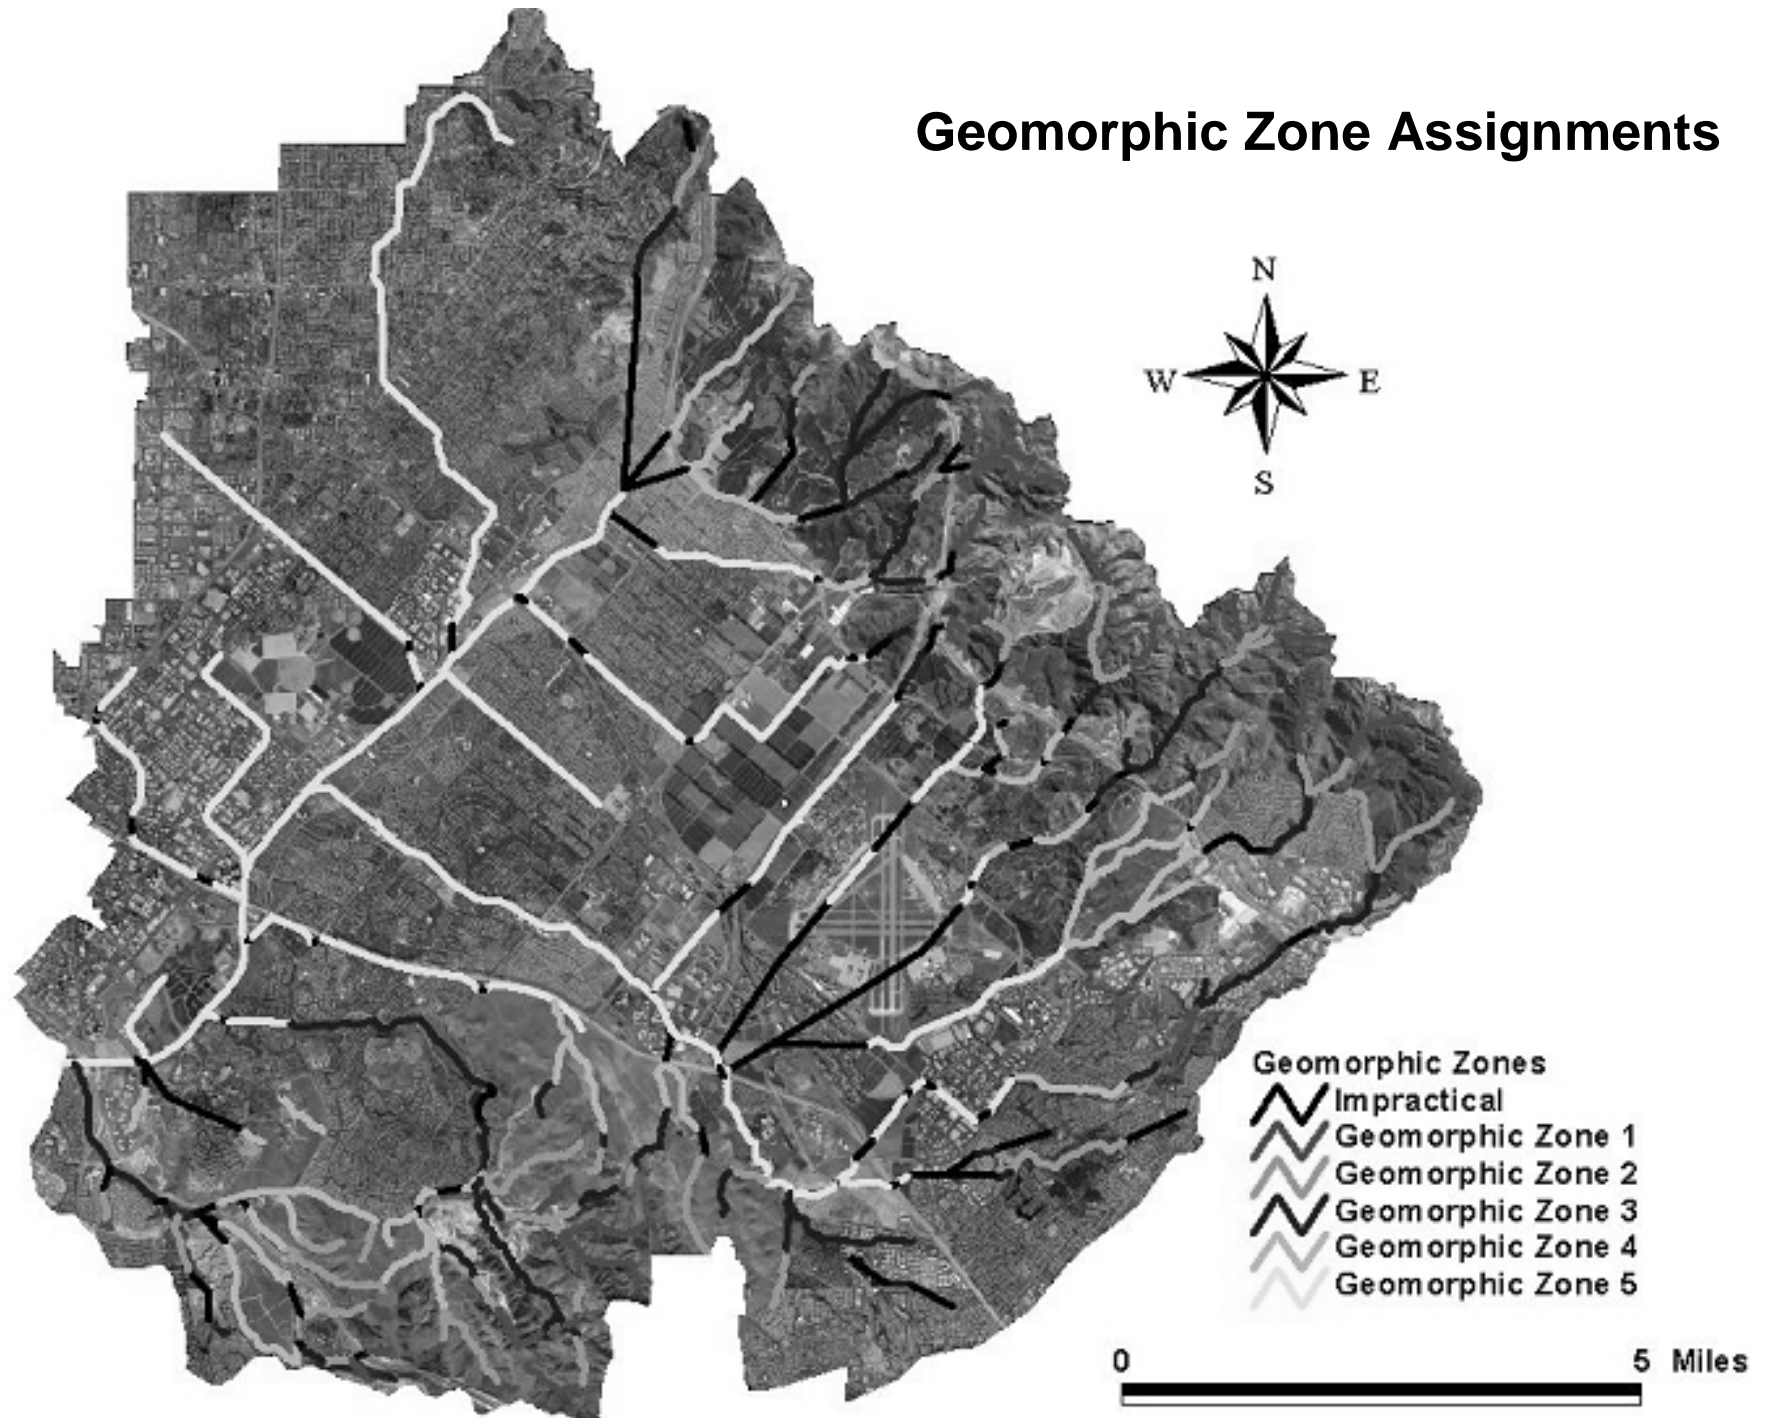 Geomorphic Zone Assignments
N
W E
S
Geomorphic Zones
Impractical
Geomorphic Zone 1
Geomorphic Zone 2
Geomorphic Zone 3
Geomorphic Zone 4
Geomorphic Zone 5
0 5 Miles